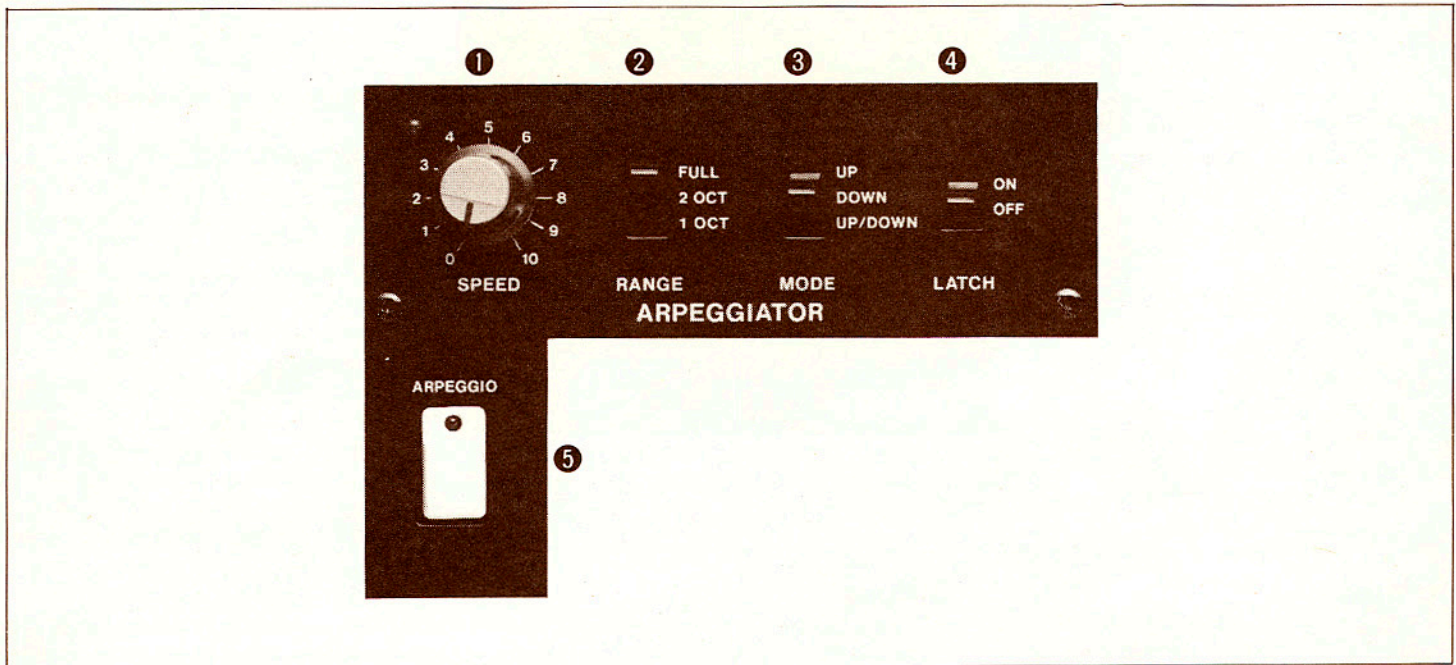 1 2 3 4
0 1 2 3 4 5 6 7 8 9 10
SPEED
FULL
2 OCT
1 OCT
RANGE
UP
DOWN
UP/DOWN
MODE
ON
OFF
LATCH
ARPEGGIATOR
ARPEGGIO
5